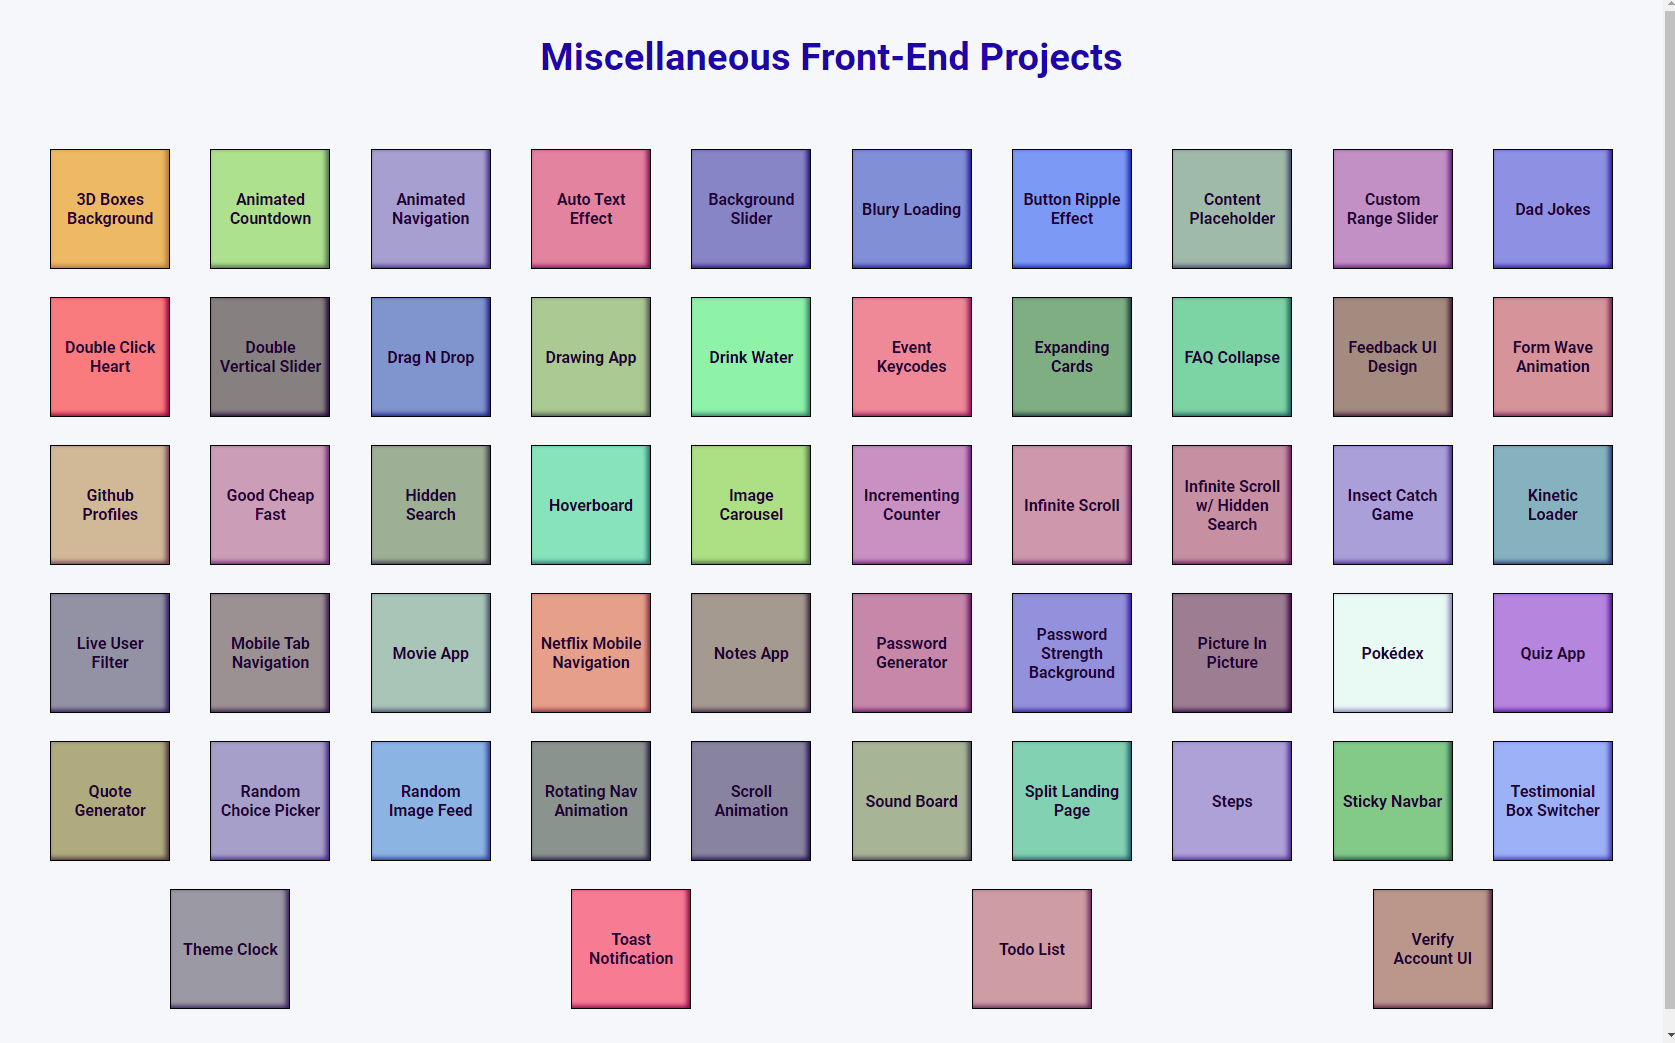 Miscellaneous Front-End Projects
3D Boxes
Background
Animated
Countdown
Animated
Navigation
Auto Text
Effect
Background
Slider
Blury Loading
Button Ripple
Effect
Content
Placeholder
Custom
Range Slider
Dad Jokes
Double Click
Heart
Double
Vertical Slider
Drag N Drop
Drawing App
Drink Water
Event
Keycodes
Expanding
Cards
FAQ Collapse
Feedback UI
Design
Form Wave
Animation
Github
Profiles
Good Cheap
Fast
Hidden
Search
Hoverboard
Image
Carousel
Incrementing
Counter
Infinite Scroll
Infinite Scroll
w/ Hidden
Search
Insect Catch
Game
Kinetic
Loader
Live User
Filter
Mobile Tab
Navigation
Movie App
Netflix Mobile
Navigation
Notes App
Password
Generator
Password
Strength
Background
Picture In
Picture
Pokédex
Quiz App
Quote
Generator
Random
Choice Picker
Random
Image Feed
Rotating Nav
Animation
Scroll
Animation
Sound Board
Split Landing
Page
Steps
Sticky Navbar
Testimonial
Box Switcher
Theme Clock
Toast
Notification
Todo List
Verify
Account UI